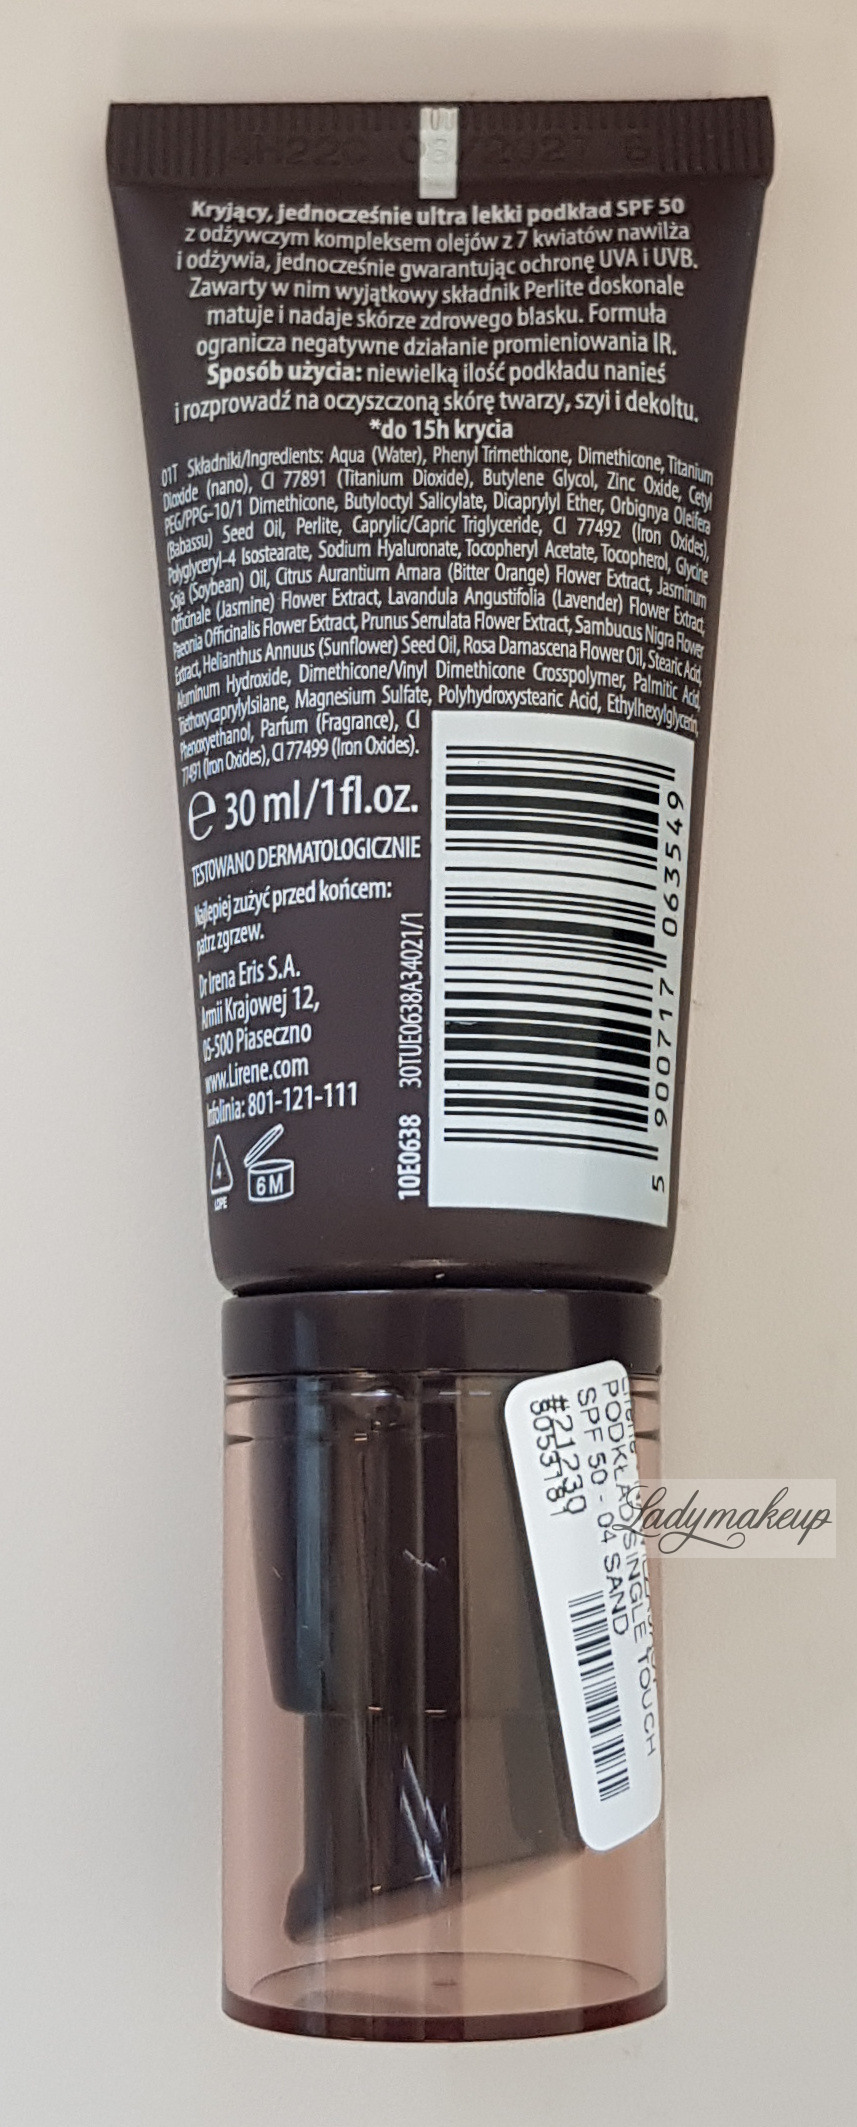 4H22C 08/2021 6
Kryjący, jednocześnie ultra lekki podkład SPF 50
z odżywczym kompleksem olejów z 7 kwiatów nawilża
i odżywia, jednocześnie gwarantując ochronę UVA i UVB.
Zawarty w nim wyjątkowy składnik Perlite doskonale
matuje i nadaje skórze zdrowego blasku. Formuła
ogranicza negatywne działanie promieniowania IR.
Sposób użycia: niewielką ilość podkładu nanieś
i rozprowadź na oczyszczoną skórę twarzy, szyi i dekoltu.
*do 15h krycia
01T Składniki/Ingredients: Aqua (Water), Phenyl Trimethicone, Dimethicone, Titanium
Dioxide (nano), CI 77891 (Titanium Dioxide), Butylene Glycol, Zinc Oxide, Cetyl
PEG/PPG-10/1 Dimethicone, Butyloctyl Salicylate, Dicaprylyl Ether, Orbignya Oleifera
(Babassu) Seed Oil, Perlite, Caprylic/Capric Triglyceride, CI 77492 (Iron Oxides),
Polyglyceryl-4 Isostearate, Sodium Hyaluronate, Tocopheryl Acetate, Tocopherol, Glycine
Soja (Soybean) Oil, Citrus Aurantium Amara (Bitter Orange) Flower Extract, Jasminum
Officinale (Jasmine) Flower Extract, Lavandula Angustifolia (Lavender) Flower Extract,
Paeonia Officinalis Flower Extract, Prunus Serrulata Flower Extract, Sambucus Nigra Flower
Extract, Helianthus Annuus (Sunflower) Seed Oil, Rosa Damascena Flower Oil, Stearic Acid,
Aluminum Hydroxide, Dimethicone/Vinyl Dimethicone Crosspolymer, Palmitic Acid,
Triethoxycaprylylsilane, Magnesium Sulfate, Polyhydroxystearic Acid, Ethylhexylglycerin,
Phenoxyethanol, Parfum (Fragrance), CI
77491 (Iron Oxides), CI 77499 (Iron Oxides).
e 30 ml/1fl.oz.
TESTOWANO DERMATOLOGICZNIE
Najlepiej zużyć przed końcem:
patrz zgrzew.
Dr Irena Eris S.A.
Armii Krajowej 12,
05-500 Piaseczno
www.Lirene.com
Infolinia: 801-121-111
4
LDPE
6M
10E0638 30TUE0638A34021/1
5 900717 063549
PODKŁAD SINGLE TOUCH
SPF 50 - 04 SAND
#21230
Ladymakeup